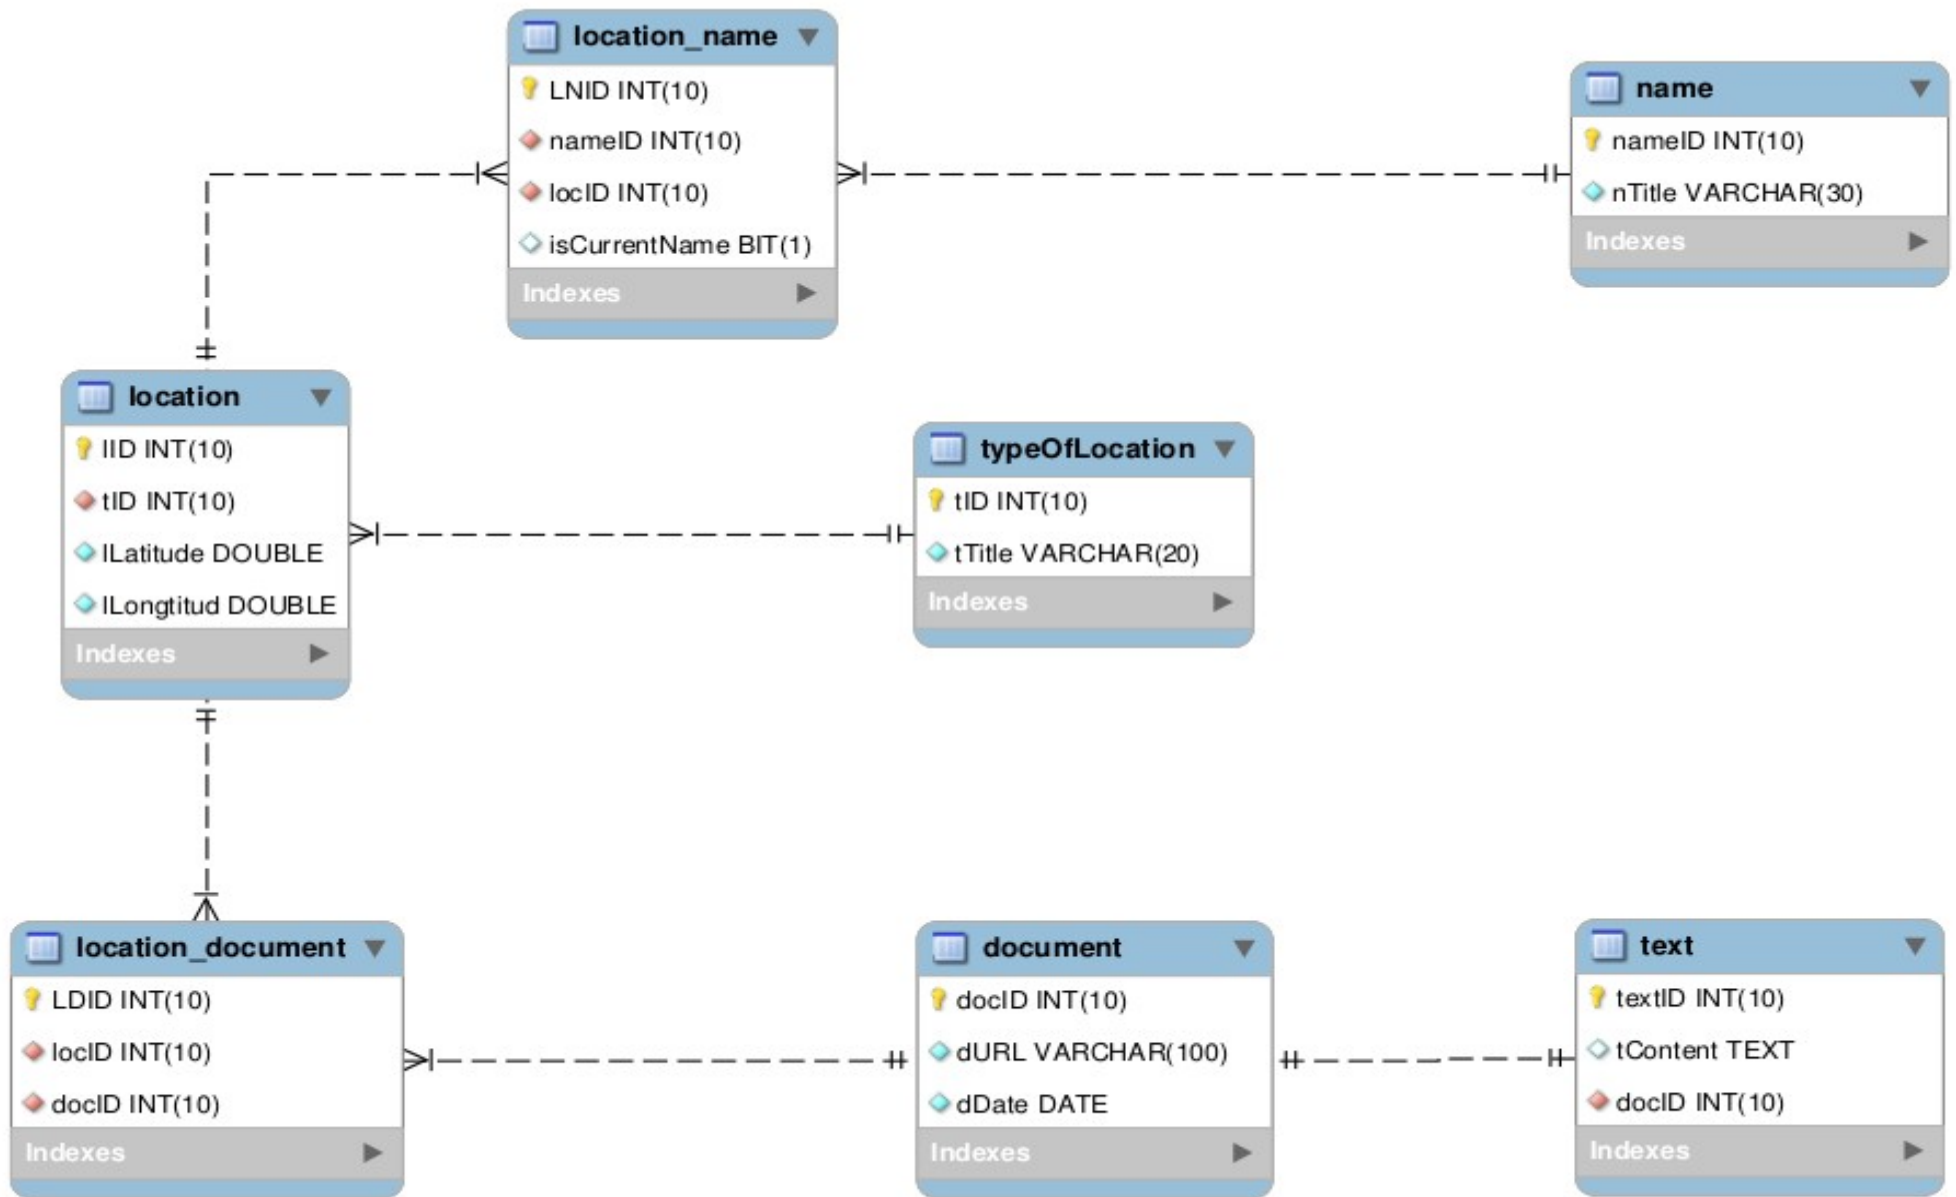 location_name
LNID INT(10)
nameID INT(10)
locID INT(10)
isCurrentName BIT(1)
Indexes
name
nameID INT(10)
nTitle VARCHAR(30)
Indexes
location
lID INT(10)
tID INT(10)
lLatitude DOUBLE
lLongtitud DOUBLE
Indexes
typeOfLocation
tID INT(10)
tTitle VARCHAR(20)
Indexes
location_document
LDID INT(10)
locID INT(10)
docID INT(10)
Indexes
document
docID INT(10)
dURL VARCHAR(100)
dDate DATE
Indexes
text
textID INT(10)
tContent TEXT
docID INT(10)
Indexes